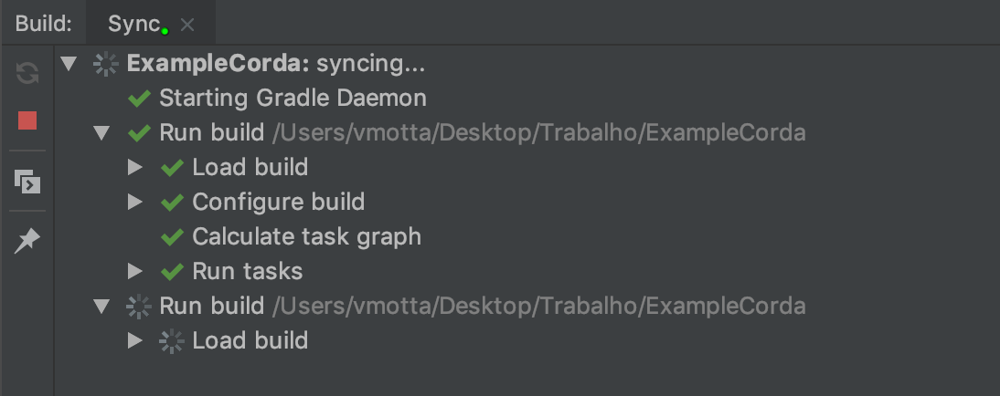 Build: Sync
ExampleCorda: syncing...
Starting Gradle Daemon
Run build /Users/vmotta/Desktop/Trabalho/ExampleCorda
Load build
Configure build
Calculate task graph
Run tasks
Run build /Users/vmotta/Desktop/Trabalho/ExampleCorda
Load build